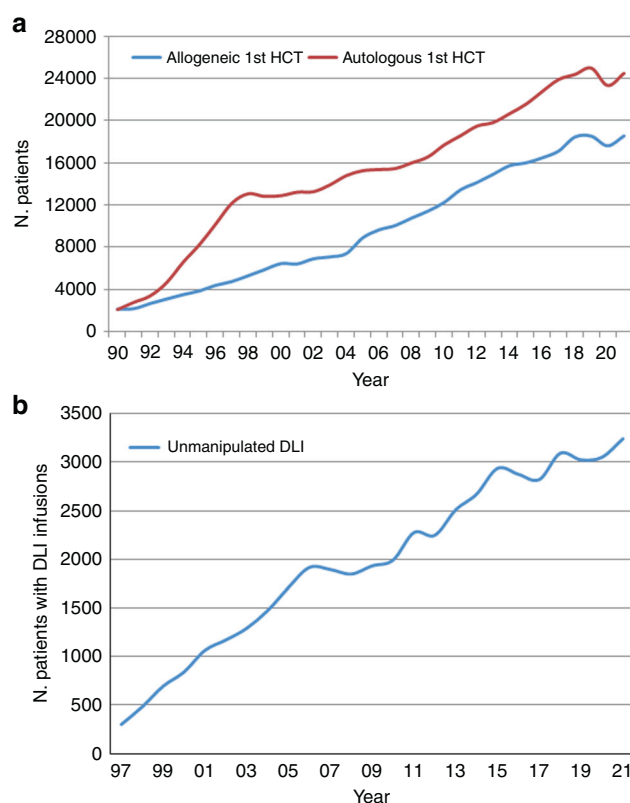 a
28000
Allogeneic 1st HCT Autologous 1st HCT
24000
20000
16000
12000
8000
4000
0
N. patients
90 92 94 96 98 00 02 04 06 08 10 12 14 16 18 20
Year
b
3500
Unmanipulated DLI
3000
2500
2000
1500
1000
500
0
N. patients with DLI infusions
97 99 01 03 05 07 09 11 13 15 17 19 21
Year